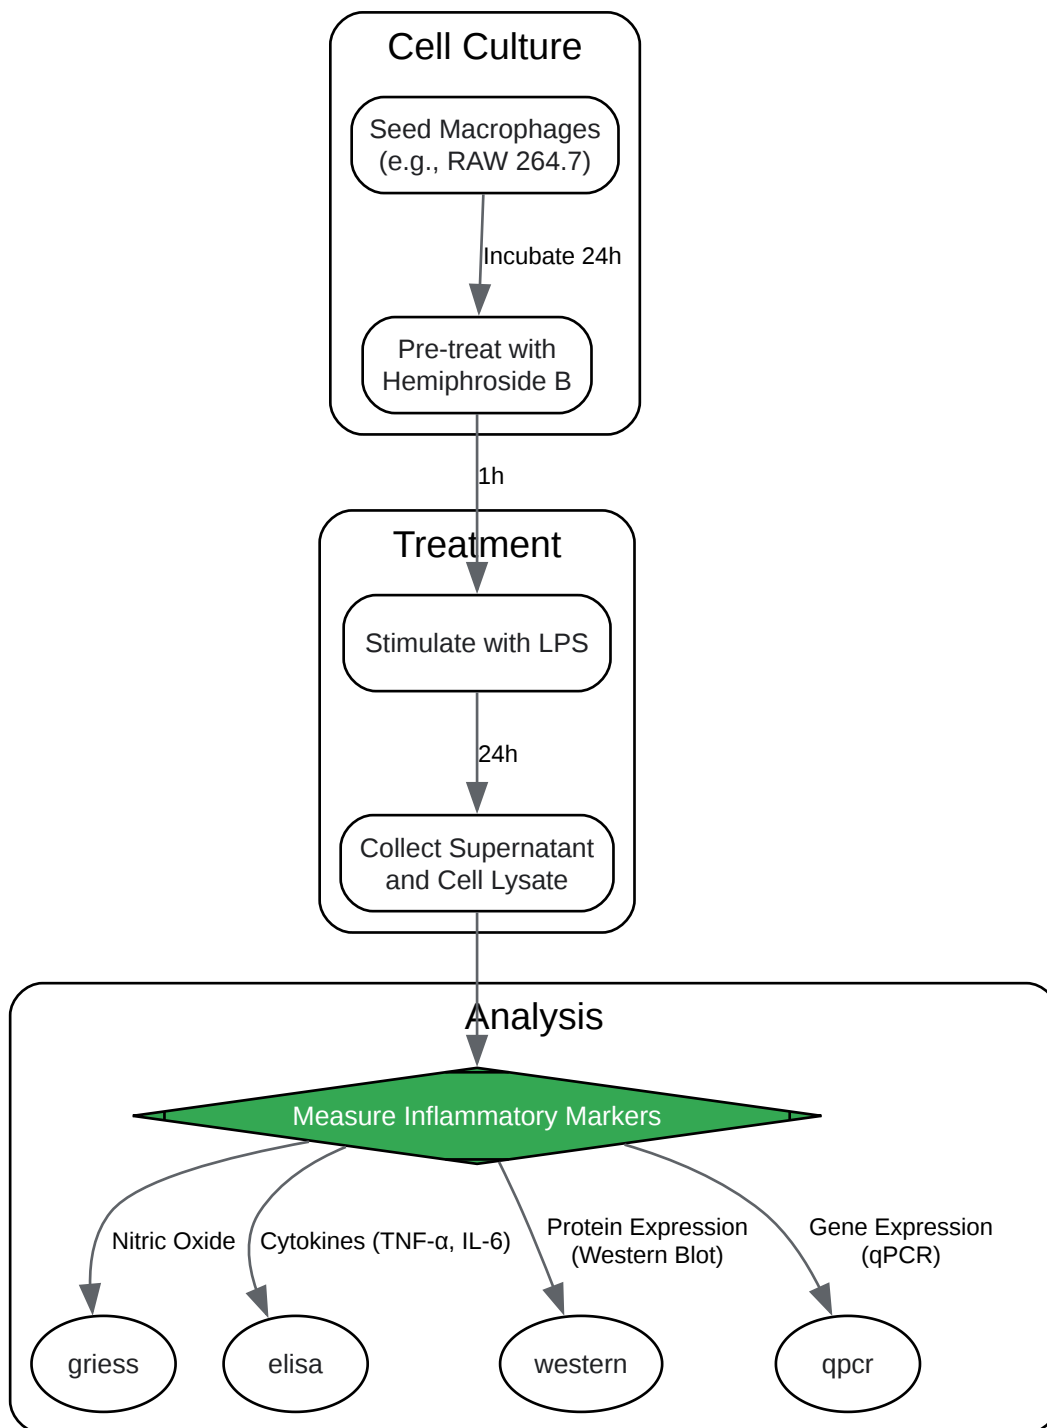 Cell Culture
Seed Macrophages
(e.g., RAW 264.7)
Incubate 24h
Pre-treat with
Hemiphroside B
1h
Treatment
Stimulate with LPS
24h
Collect Supernatant
and Cell Lysate
Analysis
Measure Inflammatory Markers
Nitric Oxide
Cytokines (TNF-α, IL-6)
Protein Expression
(Western Blot)
Gene Expression
(qPCR)
griess
elisa
western
qpcr